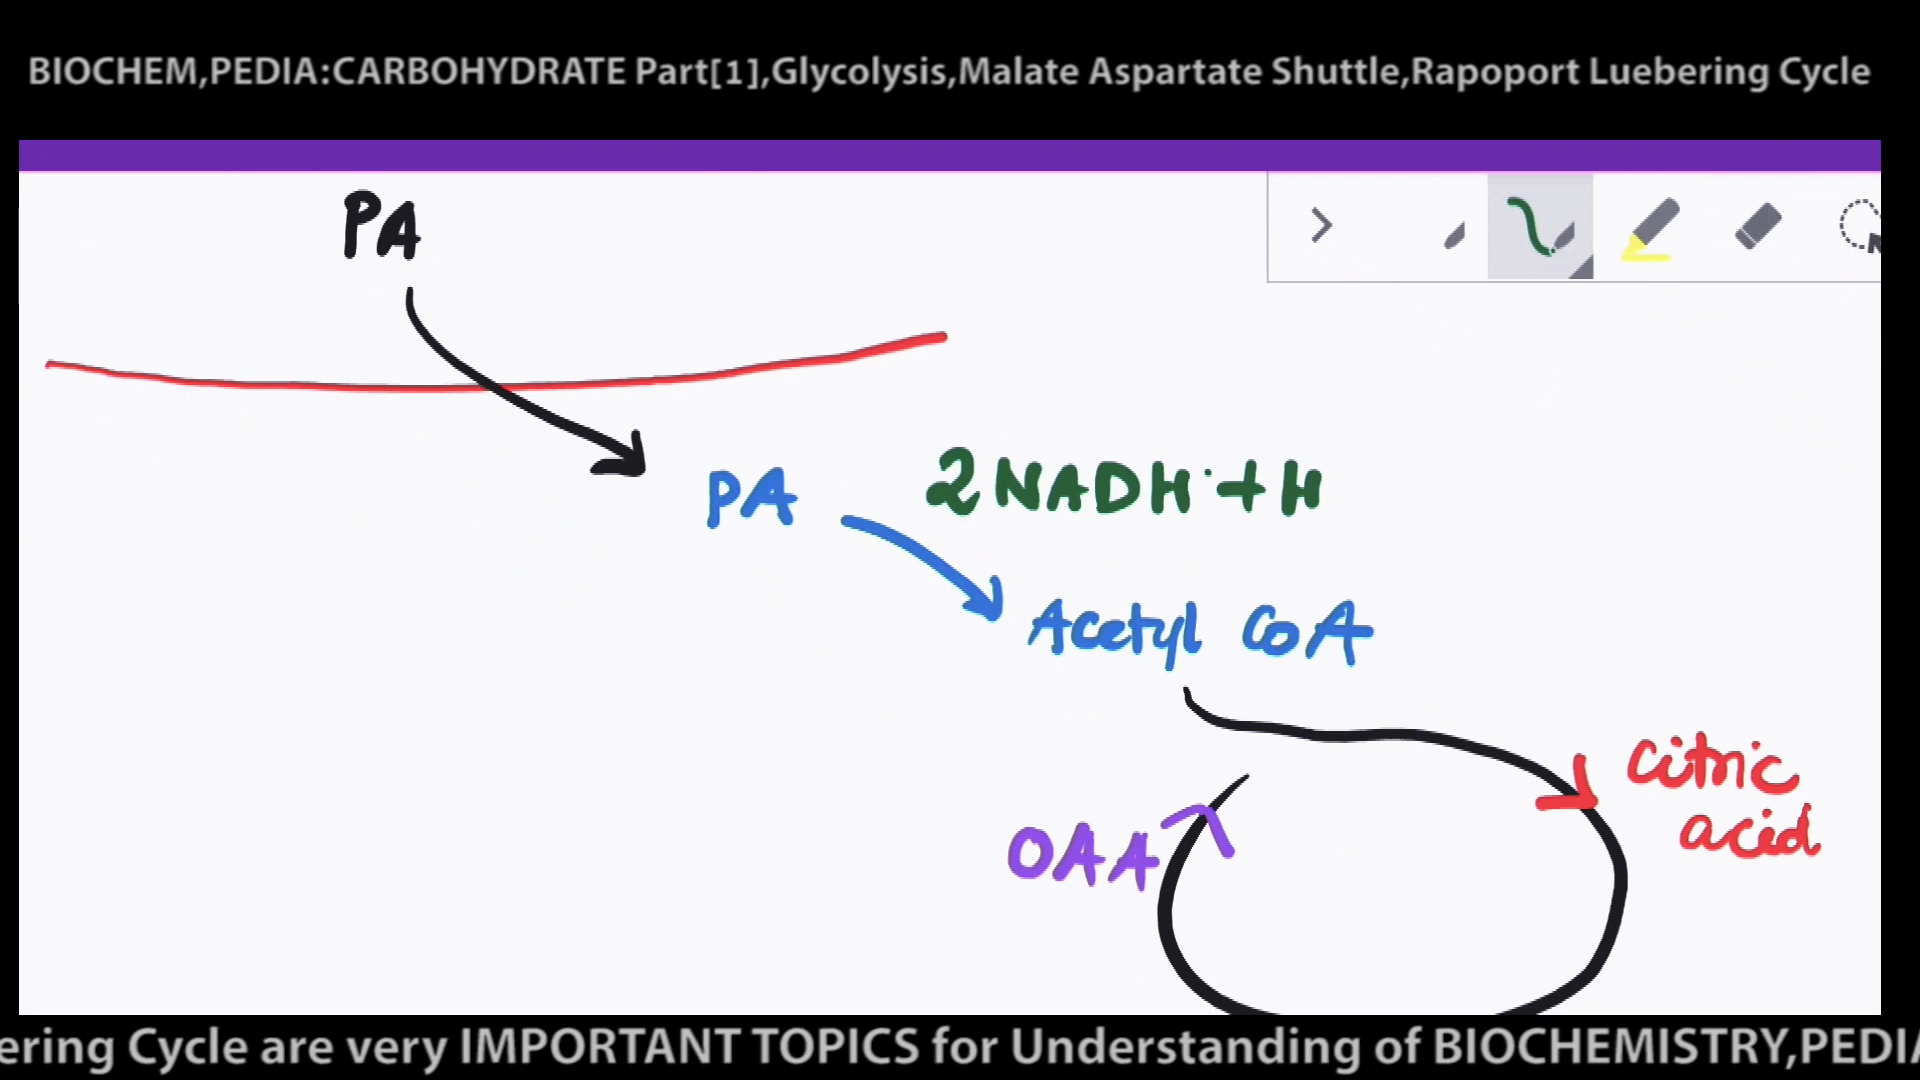 BIOCHEM,PEDIA:CARBOHYDRATE Part[1],Glycolysis,Malate Aspartate Shuttle,Rapoport Luebering Cycle
PA
PA
2NADH+H
Acetyl CoA
Citric
acid
OAA
ering Cycle are very IMPORTANT TOPICS for Understanding of BIOCHEMISTRY,PEDIA